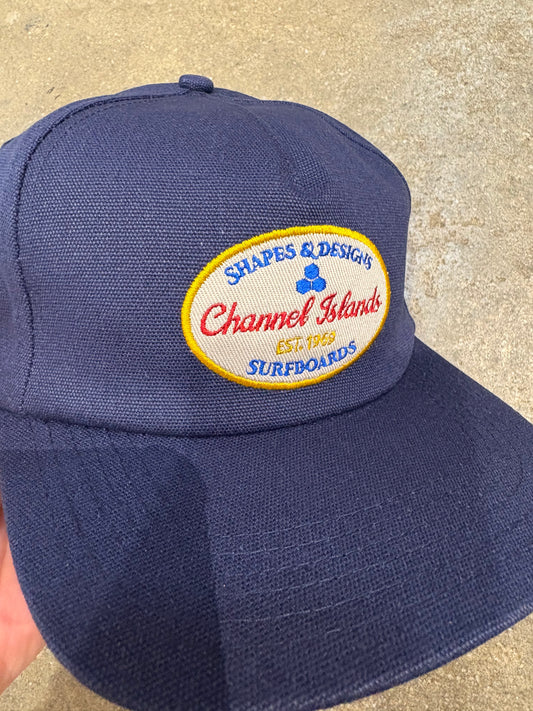 SHAPES & DESIGNS
Channel Islands
EST. 1969
SURFBOARDS